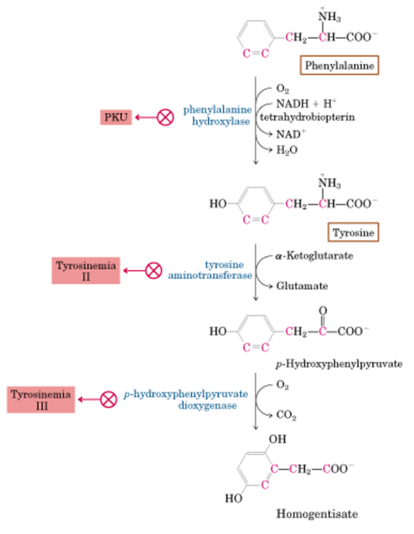 +
NH₃
CH₂—CH—COO⁻
C=C
Phenylalanine
O₂
NADH + H⁺
phenylalanine
hydroxylase
tetrahydrobiopterin
PKU
NAD⁺
H₂O
+
NH₃
HO
CH₂—CH—COO⁻
C=C
Tyrosine
α-Ketoglutarate
Tyrosinemia
II
tyrosine
aminotransferase
Glutamate
O
HO
CH₂—C—COO⁻
C=C
p-Hydroxyphenylpyruvate
O₂
Tyrosinemia
III
p-hydroxyphenylpyruvate
dioxygenase
CO₂
OH
C—CH₂—COO⁻
C
HO
Homogentisate